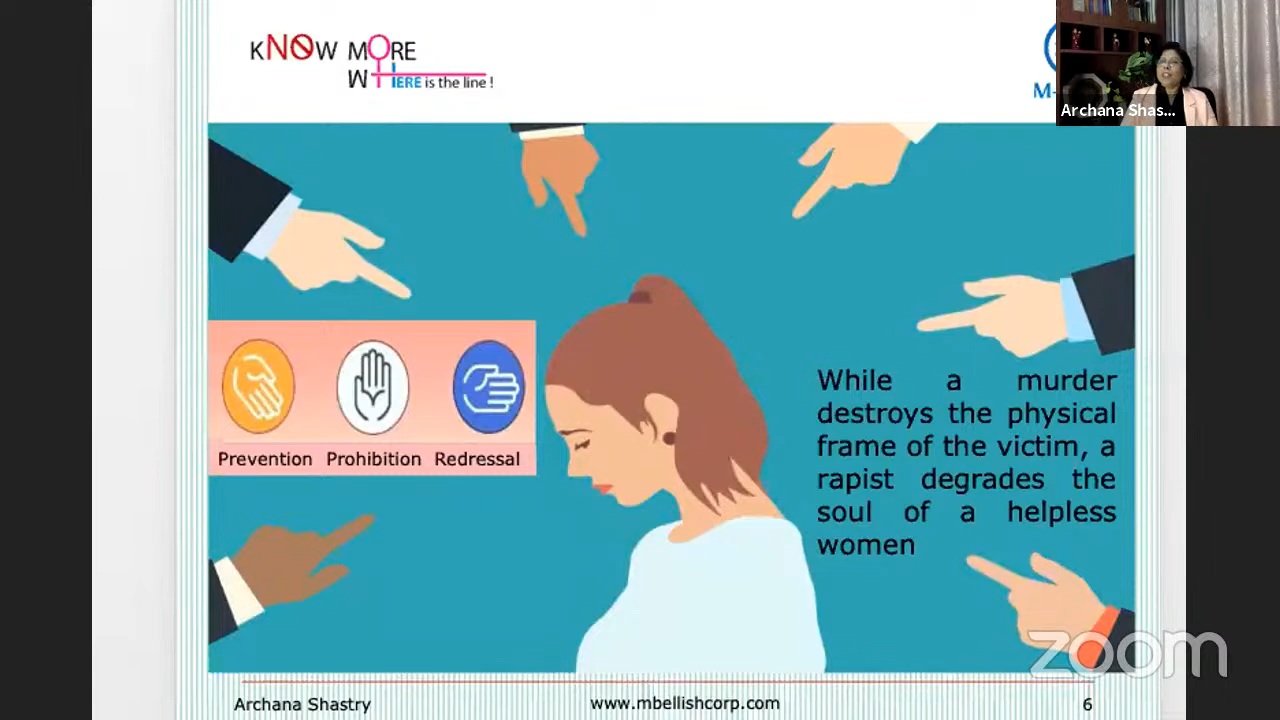 KNOW MORE
WHERE is the line !
M-
Archana Shas...
Prevention Prohibition Redressal
While a murder
destroys the physical
frame of the victim, a
rapist degrades the
soul of a helpless
women
zoom
Archana Shastry www.mbellishcorp.com 6